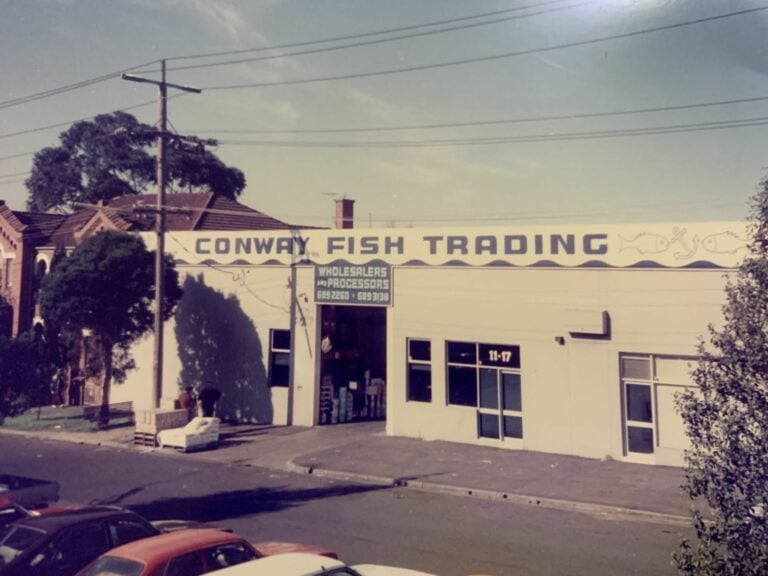 CONWAY FISH TRADING
WHOLESALERS
AND PROCESSORS
689 2260 · 689 3138
11-17